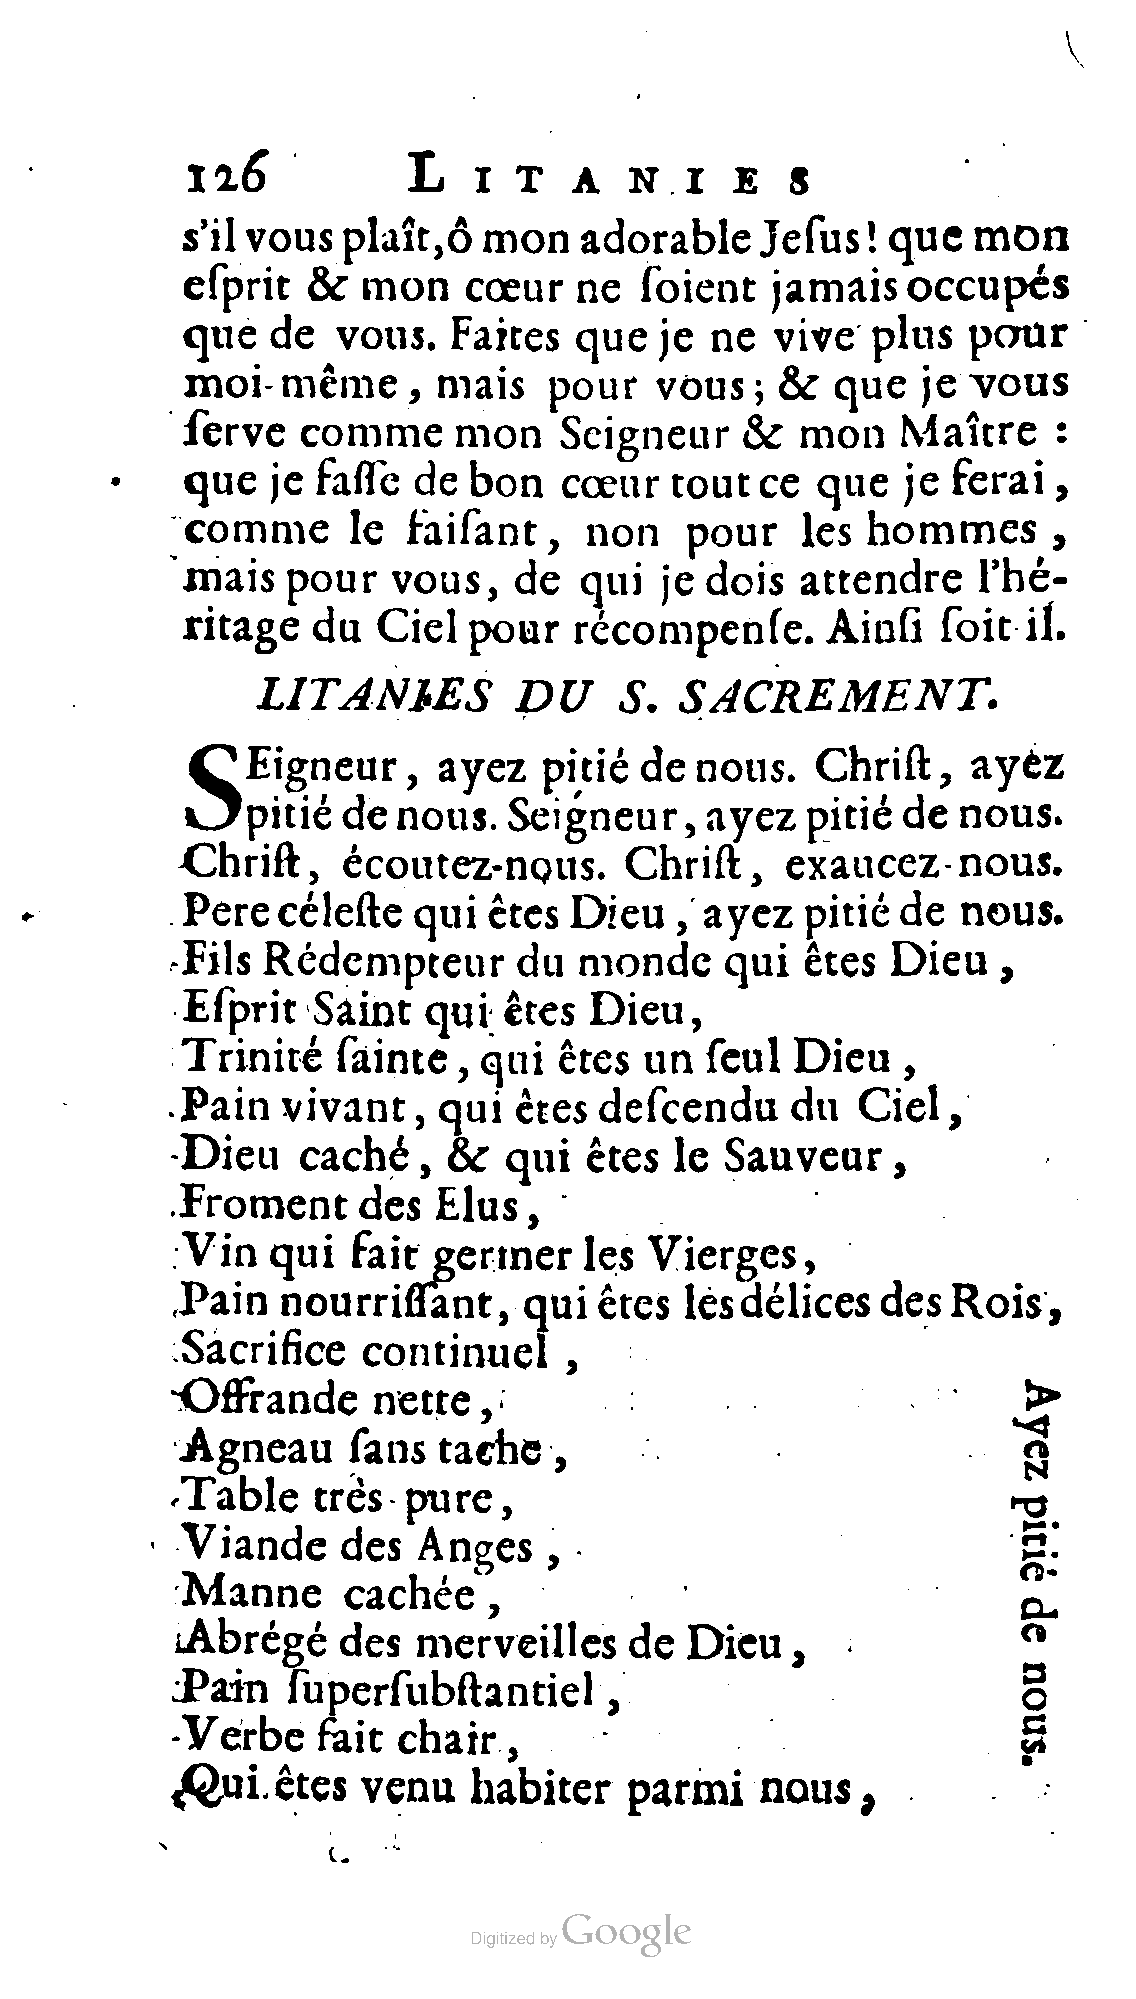 126 LITANIES
s'il vous plaît, ô mon adorable Jeſus! que mon
eſprit & mon cœur ne ſoient jamais occupés
que de vous. Faites que je ne vive plus pour
moi-même, mais pour vous; & que je vous
ſerve comme mon Seigneur & mon Maître :
que je faſſe de bon cœur tout ce que je ferai,
comme le faiſant, non pour les hommes,
mais pour vous, de qui je dois attendre l'hé-
ritage du Ciel pour récompenſe. Ainſi ſoit-il.
LITANIES DU S. SACREMENT.
SEigneur, ayez pitié de nous. Chriſt, ayez
pitié de nous. Seigneur, ayez pitié de nous.
Chriſt, écoutez-nous. Chriſt, exaucez-nous.
Pere céleſte qui êtes Dieu, ayez pitié de nous.
Fils Rédempteur du monde qui êtes Dieu,
Eſprit Saint qui êtes Dieu,
Trinité ſainte, qui êtes un ſeul Dieu,
Pain vivant, qui êtes deſcendu du Ciel,
Dieu caché, & qui êtes le Sauveur,
Froment des Elus,
Vin qui fait germer les Vierges,
Pain nourriſſant, qui êtes les délices des Rois,
Sacrifice continuel,
Offrande nette,
Agneau ſans tache,
Table très-pure,
Viande des Anges,
Manne cachée,
Abrégé des merveilles de Dieu,
Pain ſuperſubſtantiel,
Verbe fait chair,
Qui êtes venu habiter parmi nous,
Ayez pitié de nous.
Digitized by Google